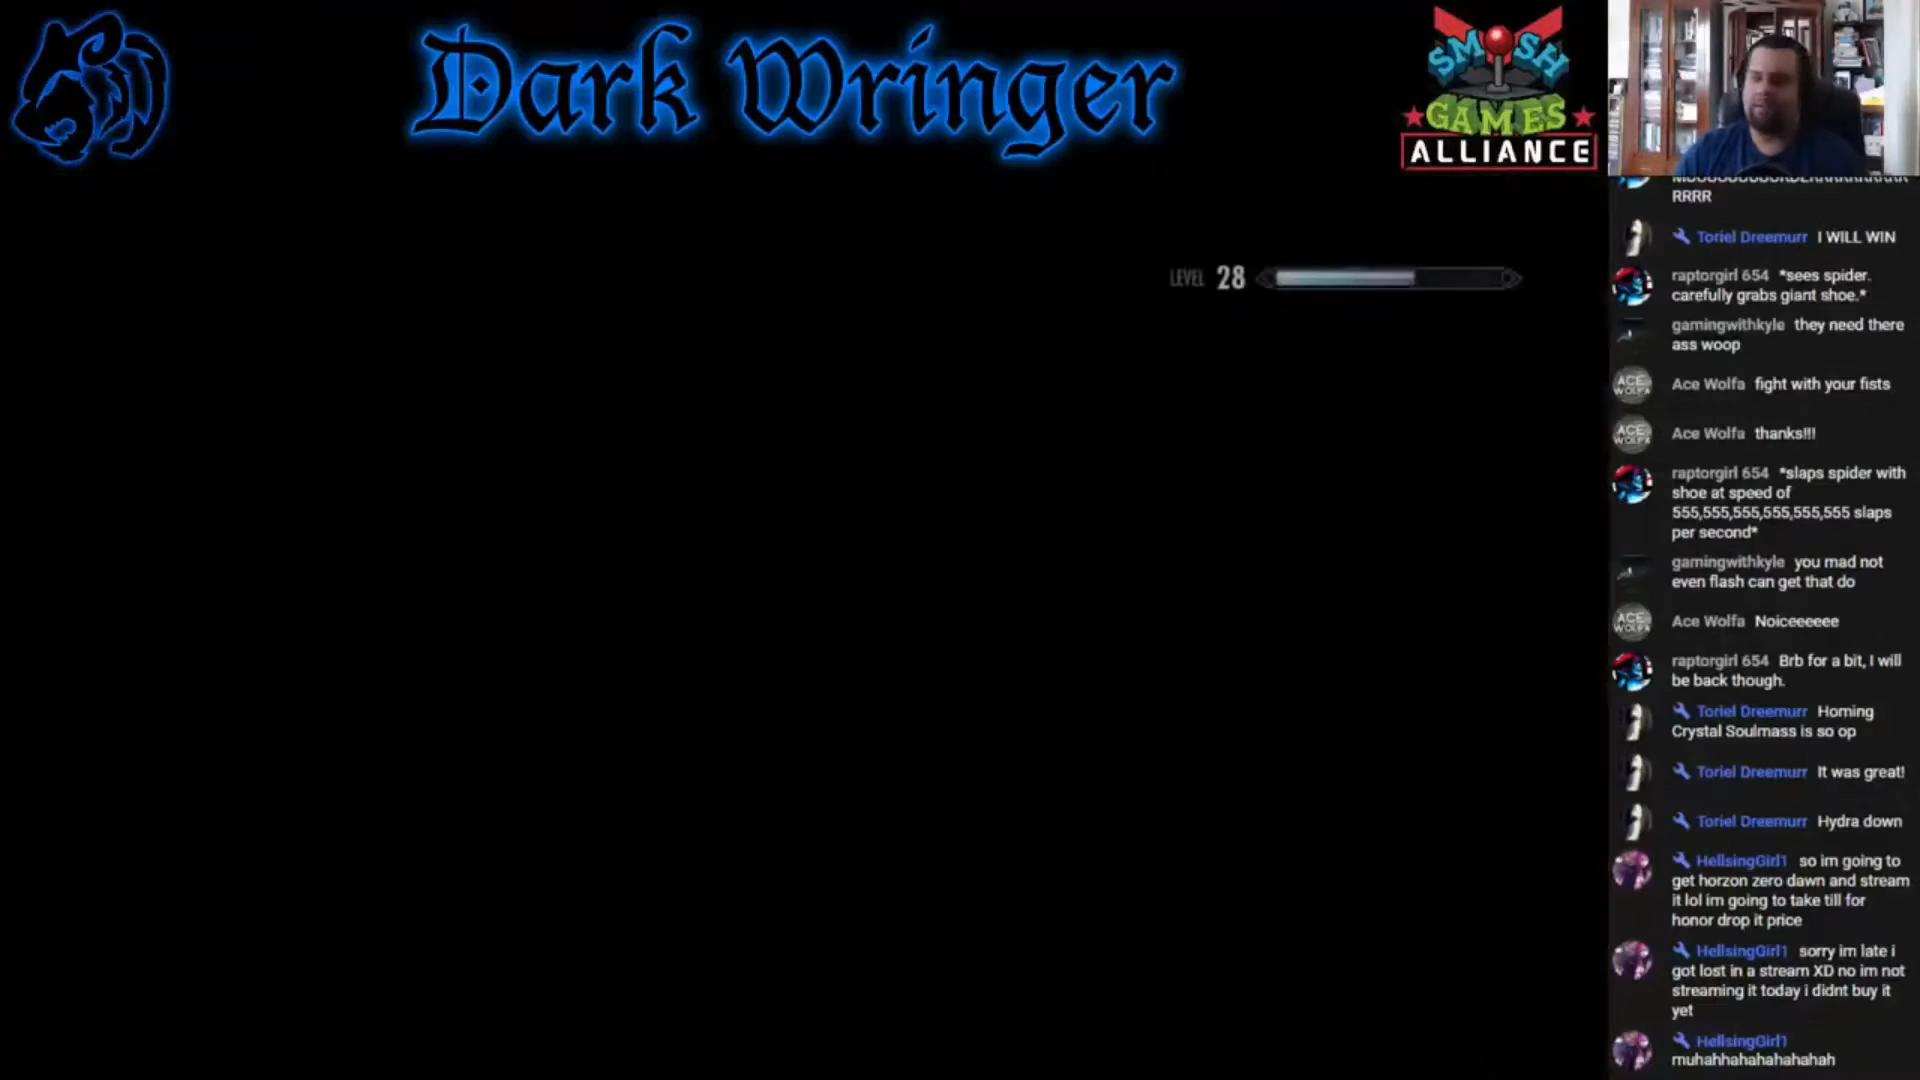 Dark Wringer
SMASH
GAMES
ALLIANCE
LEVEL 28
RRRR
Toriel Dreemurr I WILL WIN
raptorgirl 654 *sees spider.
carefully grabs giant shoe.*
gamingwithkyle they need there
ass woop
ACE WOLFA Ace Wolfa fight with your fists
ACE WOLFA Ace Wolfa thanks!!!
raptorgirl 654 *slaps spider with
shoe at speed of
555,555,555,555,555,555 slaps
per second*
gamingwithkyle you mad not
even flash can get that do
ACE WOLFA Ace Wolfa Noiceeeeee
raptorgirl 654 Brb for a bit, I will
be back though.
Toriel Dreemurr Homing
Crystal Soulmass is so op
Toriel Dreemurr It was great!
Toriel Dreemurr Hydra down
HellsingGirl1 so im going to
get horzon zero dawn and stream
it lol im going to take till for
honor drop it price
HellsingGirl1 sorry im late i
got lost in a stream XD no im not
streaming it today i didnt buy it
yet
HellsingGirl1
muhahhahahahahahah